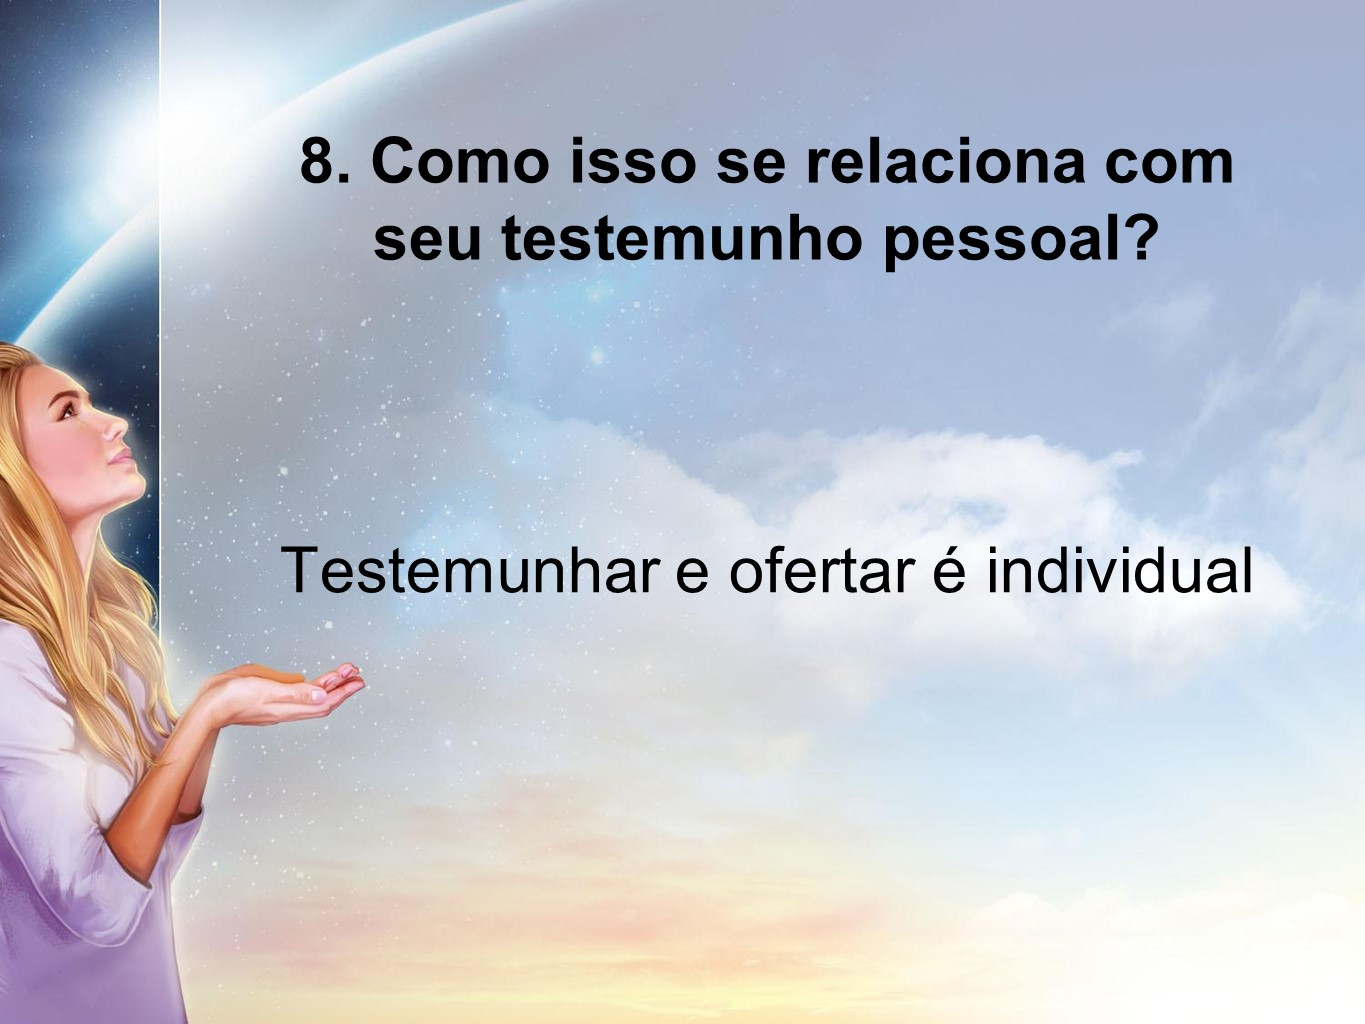 8. Como isso se relaciona com
seu testemunho pessoal?
Testemunhar e ofertar é individual